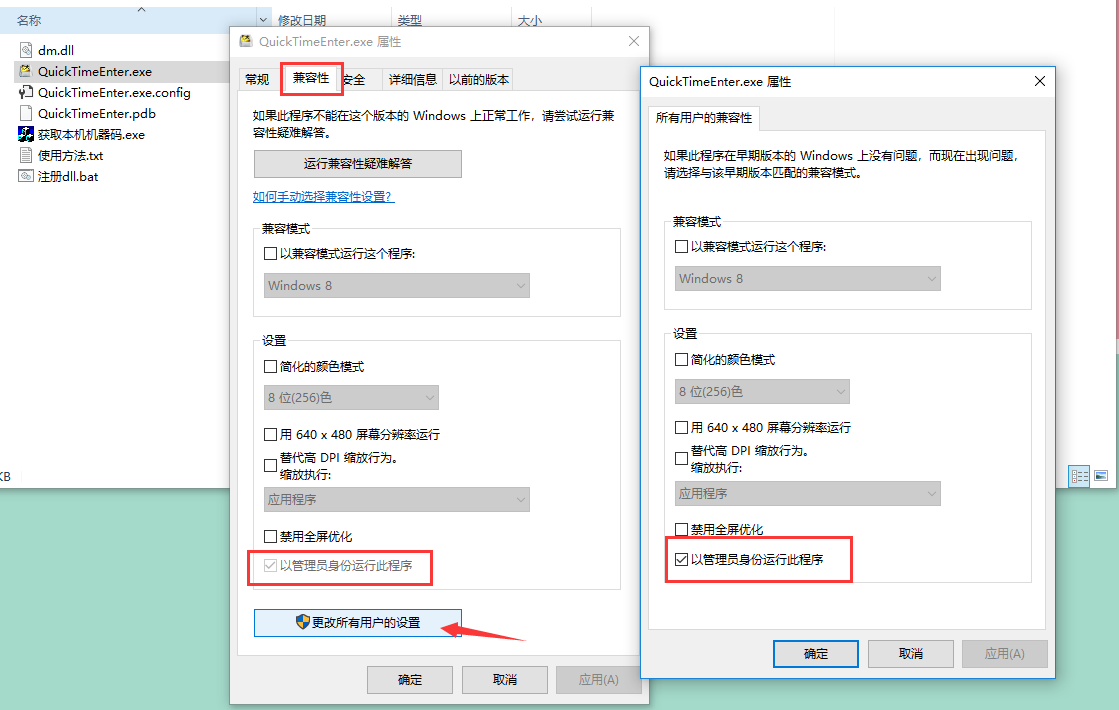 名称
修改日期
类型
大小
dm.dll
QuickTimeEnter.exe
QuickTimeEnter.exe.config
QuickTimeEnter.pdb
获取本机机器码.exe
使用方法.txt
注册dll.bat
KB
QuickTimeEnter.exe 属性
常规
兼容性
安全
详细信息
以前的版本
如果此程序不能在这个版本的 Windows 上正常工作，请尝试运行兼
容性疑难解答。
运行兼容性疑难解答
如何手动选择兼容性设置?
兼容模式
以兼容模式运行这个程序:
Windows 8
设置
简化的颜色模式
8 位(256)色
用 640 x 480 屏幕分辨率运行
替代高 DPI 缩放行为。
缩放执行:
应用程序
禁用全屏优化
以管理员身份运行此程序
更改所有用户的设置
确定
取消
应用(A)
QuickTimeEnter.exe 属性
所有用户的兼容性
如果此程序在早期版本的 Windows 上没有问题，而现在出现问题，
请选择与该早期版本匹配的兼容模式。
兼容模式
以兼容模式运行这个程序:
Windows 8
设置
简化的颜色模式
8 位(256)色
用 640 x 480 屏幕分辨率运行
替代高 DPI 缩放行为。
缩放执行:
应用程序
禁用全屏优化
以管理员身份运行此程序
确定
取消
应用(A)